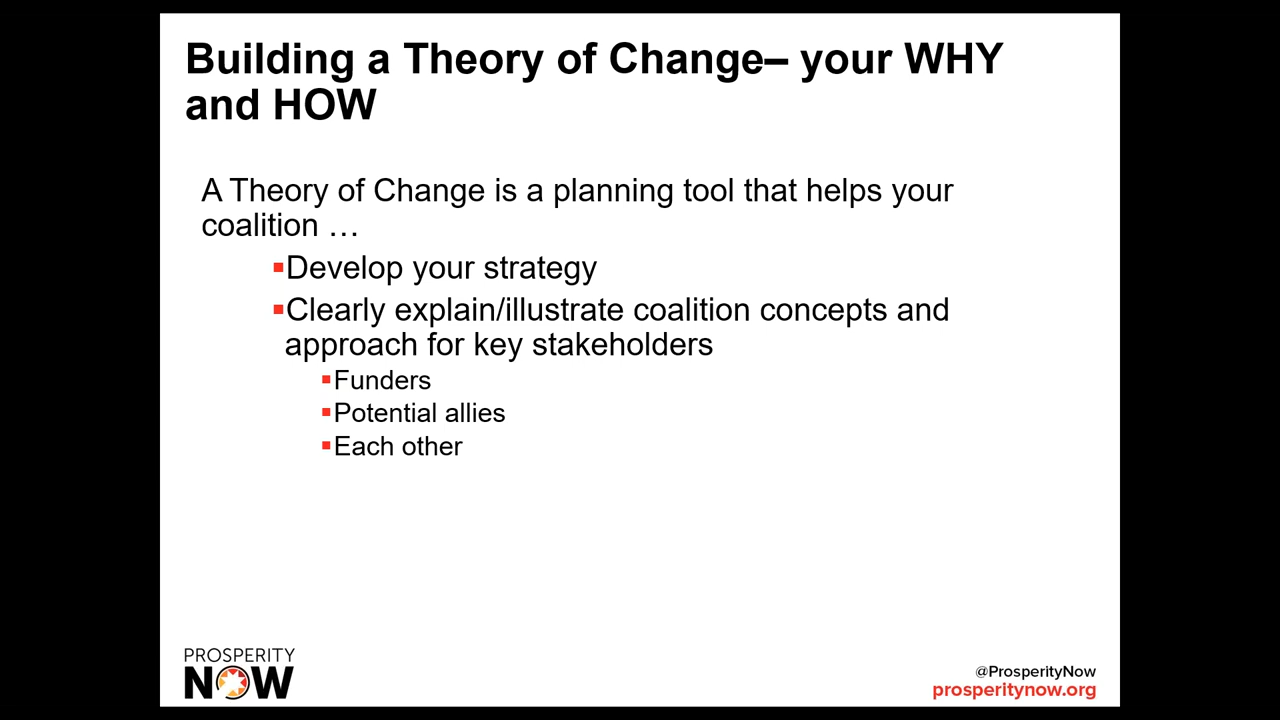 Building a Theory of Change– your WHY
and HOW
A Theory of Change is a planning tool that helps your
coalition …
▪Develop your strategy
▪Clearly explain/illustrate coalition concepts and
approach for key stakeholders
▪Funders
▪Potential allies
▪Each other
PROSPERITY
NOW
@ProsperityNow
prosperitynow.org